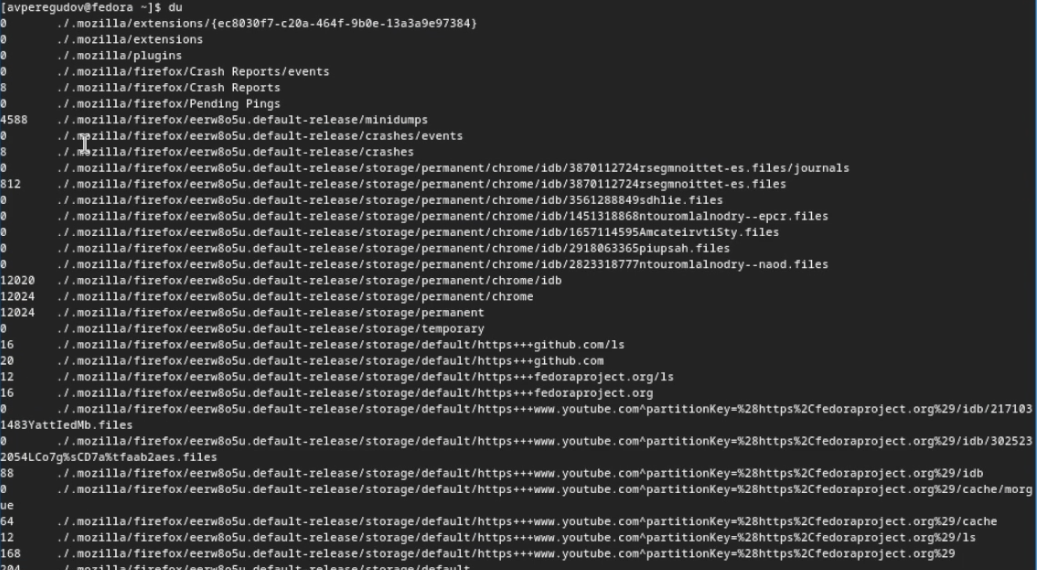 [avperegudov@fedora ~]$ du
0 ./.mozilla/extensions/{ec8030f7-c20a-464f-9b0e-13a3a9e97384}
0 ./.mozilla/extensions
0 ./.mozilla/plugins
0 ./.mozilla/firefox/Crash Reports/events
8 ./.mozilla/firefox/Crash Reports
0 ./.mozilla/firefox/Pending Pings
4588 ./.mozilla/firefox/eerw8o5u.default-release/minidumps
0 ./.mozilla/firefox/eerw8o5u.default-release/crashes/events
8 ./.mozilla/firefox/eerw8o5u.default-release/crashes
0 ./.mozilla/firefox/eerw8o5u.default-release/storage/permanent/chrome/idb/3870112724rsegmnoittet-es.files/journals
812 ./.mozilla/firefox/eerw8o5u.default-release/storage/permanent/chrome/idb/3870112724rsegmnoittet-es.files
0 ./.mozilla/firefox/eerw8o5u.default-release/storage/permanent/chrome/idb/3561288849sdhlie.files
0 ./.mozilla/firefox/eerw8o5u.default-release/storage/permanent/chrome/idb/1451318868ntouromlalnodry--epcr.files
0 ./.mozilla/firefox/eerw8o5u.default-release/storage/permanent/chrome/idb/1657114595AmcateirvtiSty.files
0 ./.mozilla/firefox/eerw8o5u.default-release/storage/permanent/chrome/idb/2918063365piupsah.files
0 ./.mozilla/firefox/eerw8o5u.default-release/storage/permanent/chrome/idb/2823318777ntouromlalnodry--naod.files
12020 ./.mozilla/firefox/eerw8o5u.default-release/storage/permanent/chrome/idb
12024 ./.mozilla/firefox/eerw8o5u.default-release/storage/permanent/chrome
12024 ./.mozilla/firefox/eerw8o5u.default-release/storage/permanent
0 ./.mozilla/firefox/eerw8o5u.default-release/storage/temporary
16 ./.mozilla/firefox/eerw8o5u.default-release/storage/default/https+++github.com/ls
20 ./.mozilla/firefox/eerw8o5u.default-release/storage/default/https+++github.com
12 ./.mozilla/firefox/eerw8o5u.default-release/storage/default/https+++fedoraproject.org/ls
16 ./.mozilla/firefox/eerw8o5u.default-release/storage/default/https+++fedoraproject.org
0 ./.mozilla/firefox/eerw8o5u.default-release/storage/default/https+++www.youtube.com^partitionKey=%28https%2Cfedoraproject.org%29/idb/217103
1483YattIedMb.files
0 ./.mozilla/firefox/eerw8o5u.default-release/storage/default/https+++www.youtube.com^partitionKey=%28https%2Cfedoraproject.org%29/idb/302523
2054LCo7g%sCD7a%tfaab2aes.files
88 ./.mozilla/firefox/eerw8o5u.default-release/storage/default/https+++www.youtube.com^partitionKey=%28https%2Cfedoraproject.org%29/idb
0 ./.mozilla/firefox/eerw8o5u.default-release/storage/default/https+++www.youtube.com^partitionKey=%28https%2Cfedoraproject.org%29/cache/morg
ue
64 ./.mozilla/firefox/eerw8o5u.default-release/storage/default/https+++www.youtube.com^partitionKey=%28https%2Cfedoraproject.org%29/cache
12 ./.mozilla/firefox/eerw8o5u.default-release/storage/default/https+++www.youtube.com^partitionKey=%28https%2Cfedoraproject.org%29/ls
168 ./.mozilla/firefox/eerw8o5u.default-release/storage/default/https+++www.youtube.com^partitionKey=%28https%2Cfedoraproject.org%29
204 ./.mozilla/firefox/eerw8o5u.default-release/storage/default